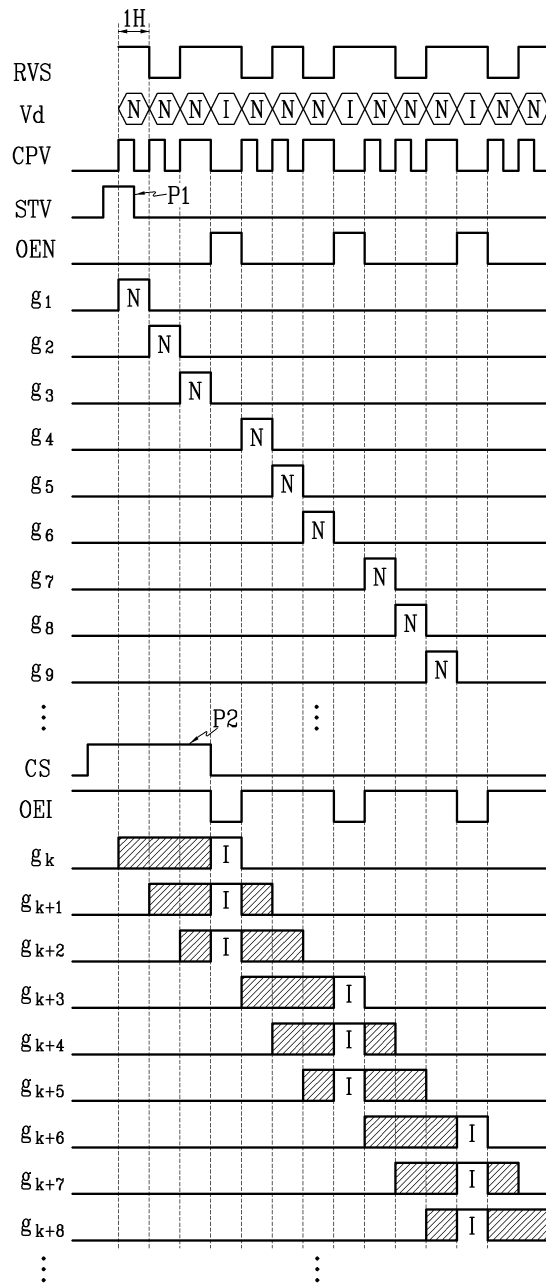 1H
RVS
Vd N N N I N N N I N N N I N N
CPV
STV P1
OEN
g1 N
g2 N
g3 N
g4 N
g5 N
g6 N
g7 N
g8 N
g9 N
P2
CS
OEI
gk I
gk+1 I
gk+2 I
gk+3 I
gk+4 I
gk+5 I
gk+6 I
gk+7 I
gk+8 I